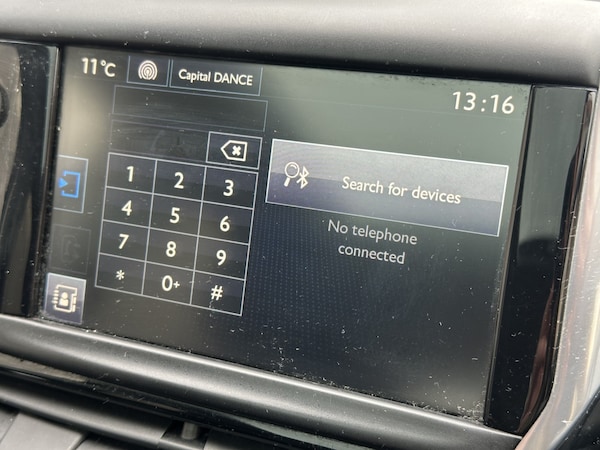 11°C
Capital DANCE
13:16
1 2 3
4 5 6
7 8 9
* 0+ #
Search for devices
No telephone
connected